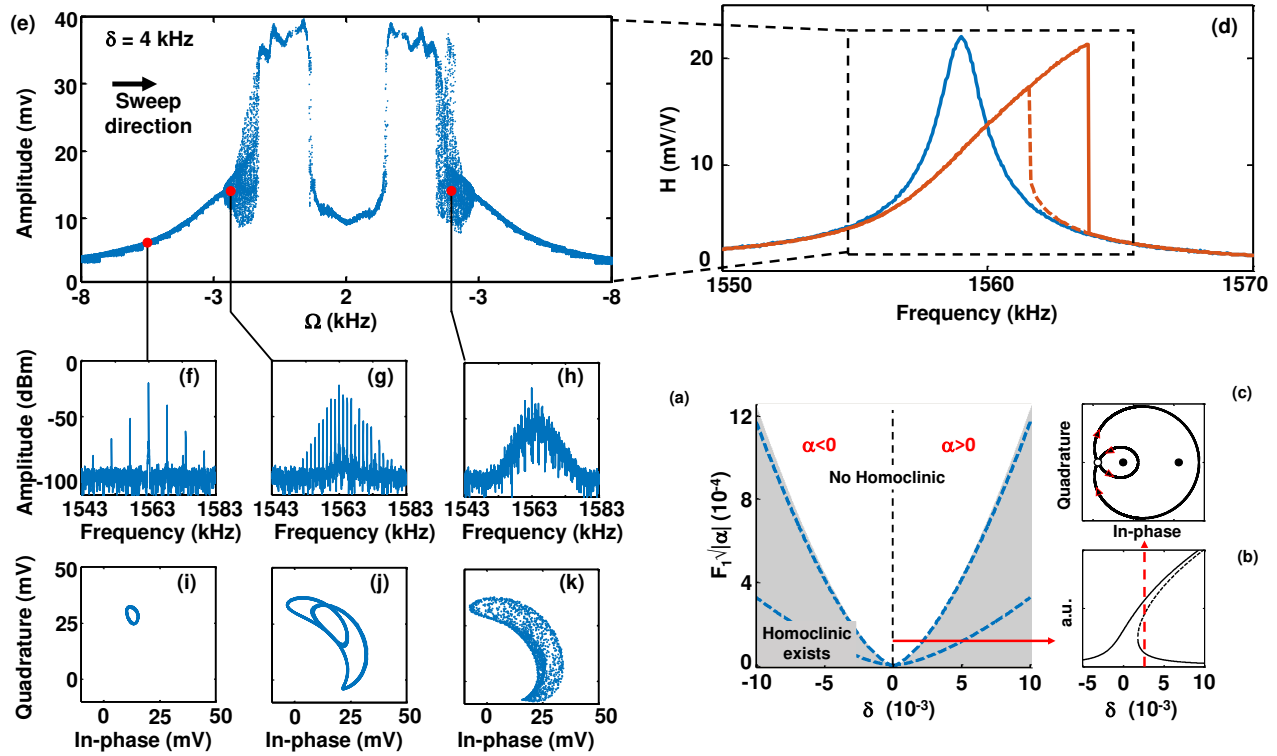 (e)
δ = 4 kHz
Sweep
direction
Amplitude (mv)
40
30
20
10
0
-8
-3
2
-3
-8
Ω (kHz)
(d)
H (mV/V)
20
10
0
1550
1560
1570
Frequency (kHz)
(f)
Amplitude (dBm)
0
-50
-100
1543
1563
1583
Frequency (kHz)
(g)
1543
1563
1583
Frequency (kHz)
(h)
1543
1563
1583
Frequency (kHz)
(i)
Quadrature (mV)
50
25
0
0
25
50
In-phase (mV)
(j)
0
25
50
In-phase (mV)
(k)
0
25
50
In-phase (mV)
(a)
F₁√|α| (10⁻⁴)
12
8
4
0
α<0
α>0
No Homoclinic
Homoclinic
exists
-10
-5
0
5
10
δ (10⁻³)
(c)
Quadrature
In-phase
(b)
a.u.
-5
0
5
10
δ (10⁻³)